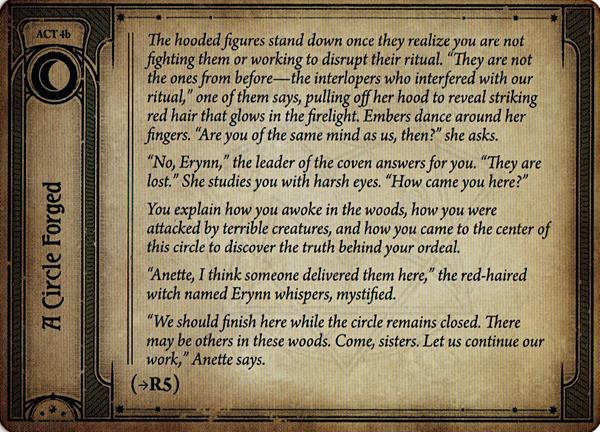 ACT 4b
A Circle Forged
The hooded figures stand down once they realize you are not
fighting them or working to disrupt their ritual. “They are not
the ones from before—the interlopers who interfered with our
ritual,” one of them says, pulling off her hood to reveal striking
red hair that glows in the firelight. Embers dance around her
fingers. “Are you of the same mind as us, then?” she asks.
“No, Erynn,” the leader of the coven answers for you. “They are
lost.” She studies you with harsh eyes. “How came you here?”
You explain how you awoke in the woods, how you were
attacked by terrible creatures, and how you came to the center of
this circle to discover the truth behind your ordeal.
“Anette, I think someone delivered them here,” the red-haired
witch named Erynn whispers, mystified.
“We should finish here while the circle remains closed. There
may be others in these woods. Come, sisters. Let us continue our
work,” Anette says.
(→R5)